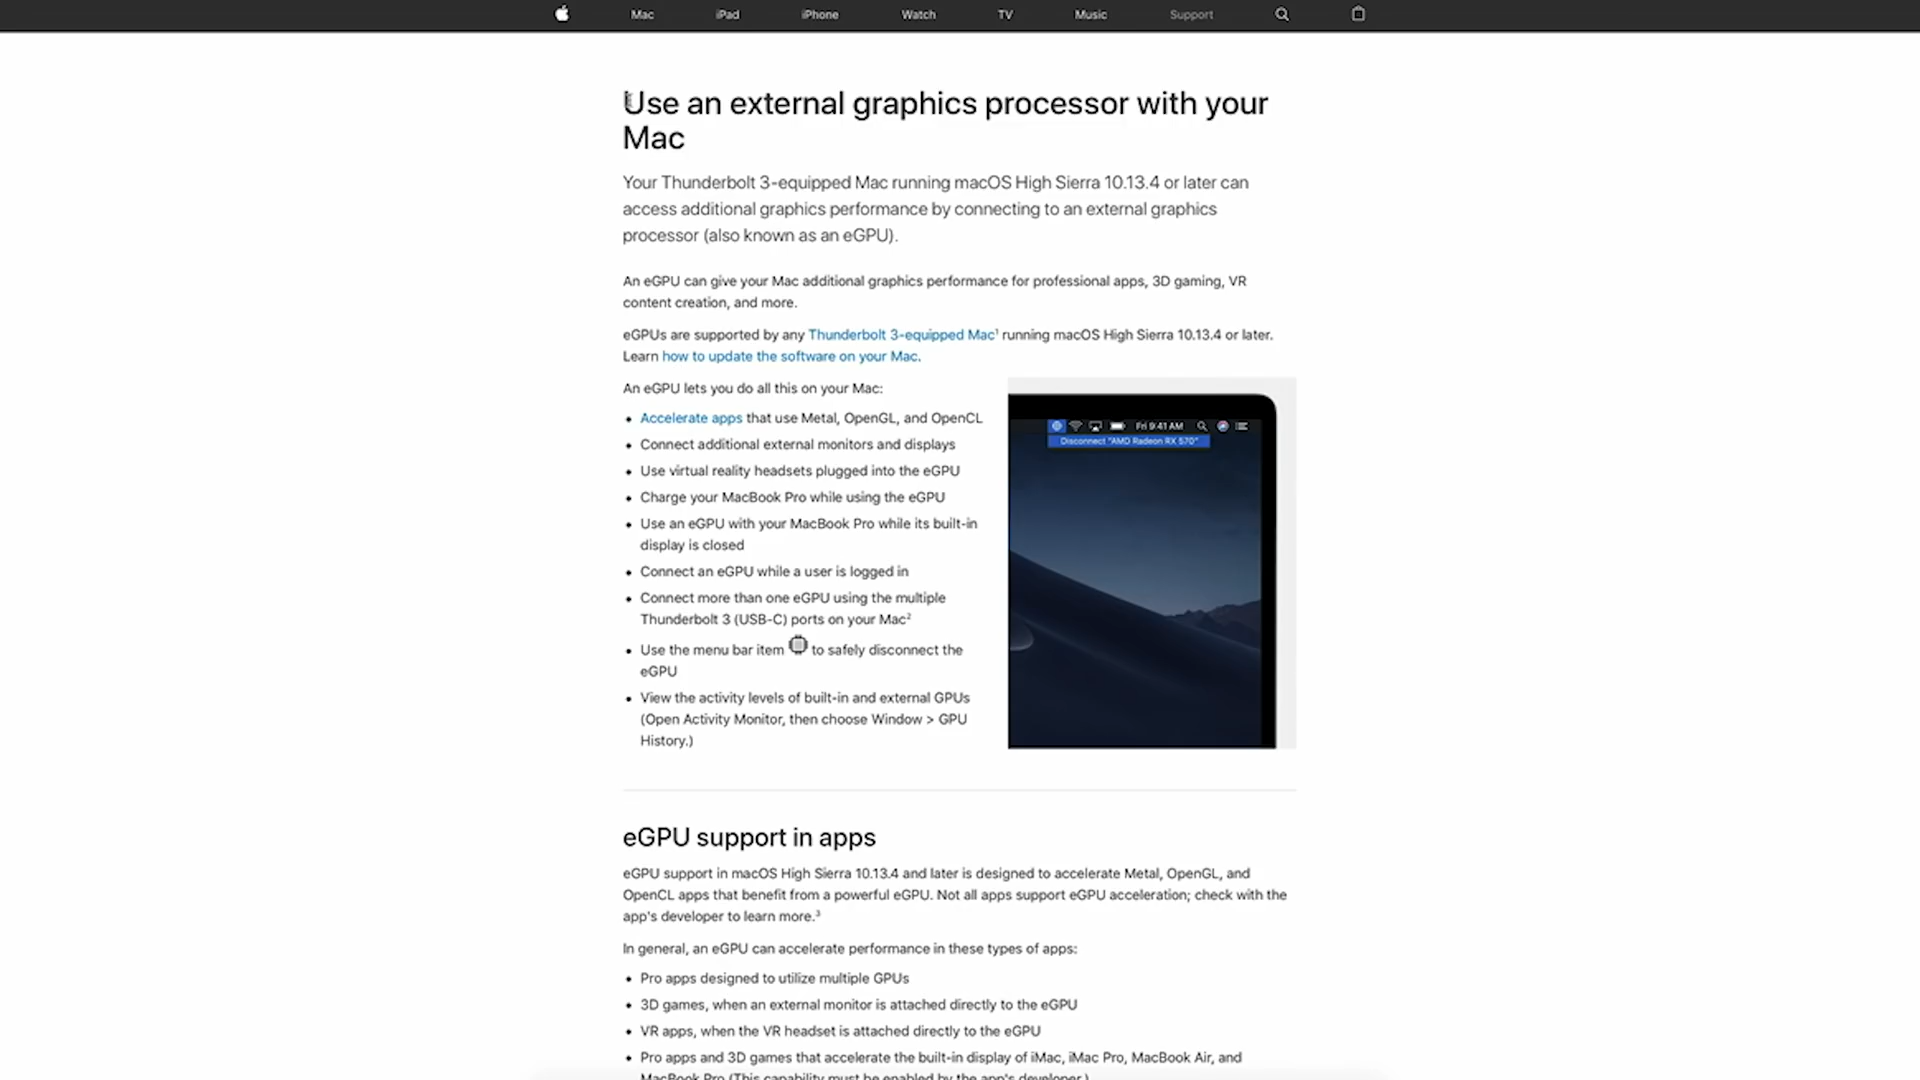 Mac iPad iPhone Watch TV Music Support
Use an external graphics processor with your
Mac
Your Thunderbolt 3-equipped Mac running macOS High Sierra 10.13.4 or later can
access additional graphics performance by connecting to an external graphics
processor (also known as an eGPU).
An eGPU can give your Mac additional graphics performance for professional apps, 3D gaming, VR
content creation, and more.
eGPUs are supported by any Thunderbolt 3-equipped Mac¹ running macOS High Sierra 10.13.4 or later.
Learn how to update the software on your Mac.
An eGPU lets you do all this on your Mac:
• Accelerate apps that use Metal, OpenGL, and OpenCL
• Connect additional external monitors and displays
• Use virtual reality headsets plugged into the eGPU
• Charge your MacBook Pro while using the eGPU
• Use an eGPU with your MacBook Pro while its built-in
display is closed
• Connect an eGPU while a user is logged in
• Connect more than one eGPU using the multiple
Thunderbolt 3 (USB-C) ports on your Mac²
• Use the menu bar item to safely disconnect the
eGPU
• View the activity levels of built-in and external GPUs
(Open Activity Monitor, then choose Window > GPU
History.)
Fri 9:41 AM
Disconnect "AMD Radeon RX 570"
eGPU support in apps
eGPU support in macOS High Sierra 10.13.4 and later is designed to accelerate Metal, OpenGL, and
OpenCL apps that benefit from a powerful eGPU. Not all apps support eGPU acceleration; check with the
app's developer to learn more.³
In general, an eGPU can accelerate performance in these types of apps:
• Pro apps designed to utilize multiple GPUs
• 3D games, when an external monitor is attached directly to the eGPU
• VR apps, when the VR headset is attached directly to the eGPU
• Pro apps and 3D games that accelerate the built-in display of iMac, iMac Pro, MacBook Air, and
MacBook Pro (This capability must be enabled by the app's developer.)